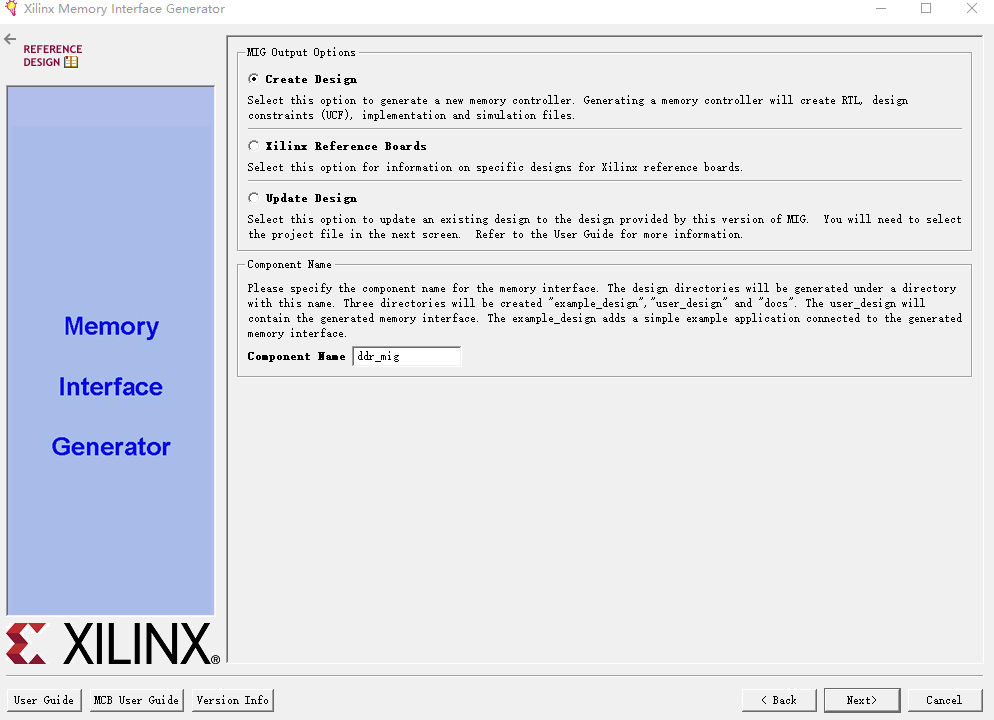 Xilinx Memory Interface Generator
REFERENCE
DESIGN
Memory
Interface
Generator
XILINX®
MIG Output Options
Create Design
Select this option to generate a new memory controller. Generating a memory controller will create RTL, design
constraints (UCF), implementation and simulation files.
Xilinx Reference Boards
Select this option for information on specific designs for Xilinx reference boards.
Update Design
Select this option to update an existing design to the design provided by this version of MIG.  You will need to select
the project file in the next screen.  Refer to the User Guide for more information.
Component Name
Please specify the component name for the memory interface. The design directories will be generated under a directory
with this name. Three directories will be created "example_design","user_design" and "docs". The user_design will
contain the generated memory interface. The example_design adds a simple example application connected to the generated
memory interface.
Component Name ddr_mig
User Guide MCB User Guide Version Info < Back Next> Cancel